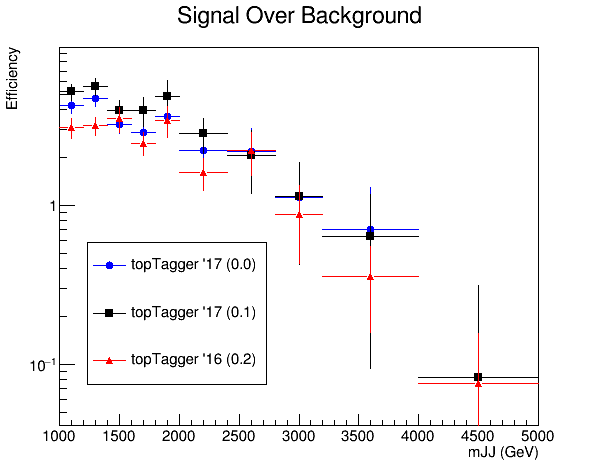 Signal Over Background
Efficiency
1
10⁻¹
topTagger '17 (0.0)
topTagger '17 (0.1)
topTagger '16 (0.2)
1000 1500 2000 2500 3000 3500 4000 4500 5000
mJJ (GeV)